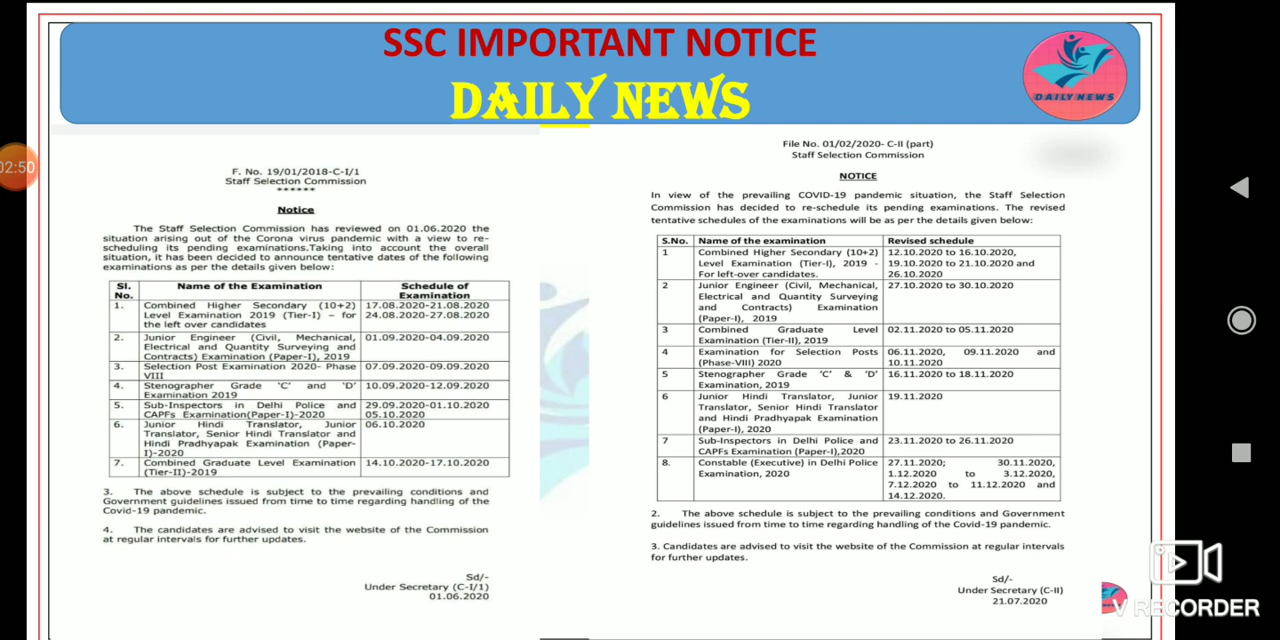 SSC IMPORTANT NOTICE
DAILY NEWS
DAILY NEWS
02:50
F. No. 19/01/2018-C-I/1
Staff Selection Commission
******
Notice
The Staff Selection Commission has reviewed on 01.06.2020 the
situation arising out of the Corona virus pandemic with a view to re-
scheduling its pending examinations.Taking into account the overall
situation, it has been decided to announce tentative dates of the following
examinations as per the details given below:
Sl. No. Name of the Examination Schedule of Examination
1. Combined Higher Secondary (10+2) 17.08.2020-21.08.2020
Level Examination 2019 (Tier-I) – for 24.08.2020-27.08.2020
the left over candidates
2. Junior Engineer (Civil, Mechanical, 01.09.2020-04.09.2020
Electrical and Quantity Surveying and
Contracts) Examination (Paper-I), 2019
3. Selection Post Examination 2020- Phase 07.09.2020-09.09.2020
VIII
4. Stenographer Grade 'C' and 'D' 10.09.2020-12.09.2020
Examination 2019
5. Sub-Inspectors in Delhi Police and 29.09.2020-01.10.2020
CAPFs Examination(Paper-I)-2020 05.10.2020
6. Junior Hindi Translator, Junior 06.10.2020
Translator, Senior Hindi Translator and
Hindi Pradhyapak Examination (Paper-
I)-2020
7. Combined Graduate Level Examination 14.10.2020-17.10.2020
(Tier-II)-2019
3. The above schedule is subject to the prevailing conditions and
Government guidelines issued from time to time regarding handling of the
Covid-19 pandemic.
4. The candidates are advised to visit the website of the Commission
at regular intervals for further updates.
Sd/-
Under Secretary (C-I/1)
01.06.2020
File No. 01/02/2020- C-II (part)
Staff Selection Commission
NOTICE
In view of the prevailing COVID-19 pandemic situation, the Staff Selection
Commission has decided to re-schedule its pending examinations. The revised
tentative schedules of the examinations will be as per the details given below:
S.No. Name of the examination Revised schedule
1 Combined Higher Secondary (10+2) 12.10.2020 to 16.10.2020,
Level Examination (Tier-I), 2019 - 19.10.2020 to 21.10.2020 and
For left-over candidates. 26.10.2020
2 Junior Engineer (Civil, Mechanical, 27.10.2020 to 30.10.2020
Electrical and Quantity Surveying
and Contracts) Examination
(Paper-I), 2019
3 Combined Graduate Level 02.11.2020 to 05.11.2020
Examination (Tier-II), 2019
4 Examination for Selection Posts 06.11.2020, 09.11.2020 and
(Phase-VIII) 2020 10.11.2020
5 Stenographer Grade 'C' & 'D' 16.11.2020 to 18.11.2020
Examination, 2019
6 Junior Hindi Translator, Junior 19.11.2020
Translator, Senior Hindi Translator
and Hindi Pradhyapak Examination
(Paper-I), 2020
7 Sub-Inspectors in Delhi Police and 23.11.2020 to 26.11.2020
CAPFs Examination (Paper-I),2020
8. Constable (Executive) in Delhi Police 27.11.2020; 30.11.2020,
Examination, 2020 1.12.2020 to 3.12.2020,
7.12.2020 to 11.12.2020 and
14.12.2020.
2. The above schedule is subject to the prevailing conditions and Government
guidelines issued from time to time regarding handling of the Covid-19 pandemic.
3. Candidates are advised to visit the website of the Commission at regular intervals
for further updates.
Sd/-
Under Secretary (C-II)
21.07.2020
V RECORDER